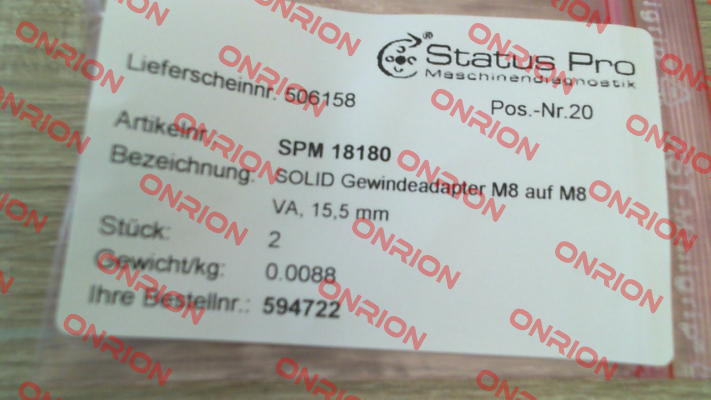 Status Pro®
Maschinendiagnostik
Lieferscheinnr. 506158
Pos.-Nr.20
Artikelnr. SPM 18180
Bezeichnung: SOLID Gewindeadapter M8 auf M8
VA, 15,5 mm
Stück: 2
Gewicht/kg: 0.0088
Ihre Bestellnr.: 594722
ONRION